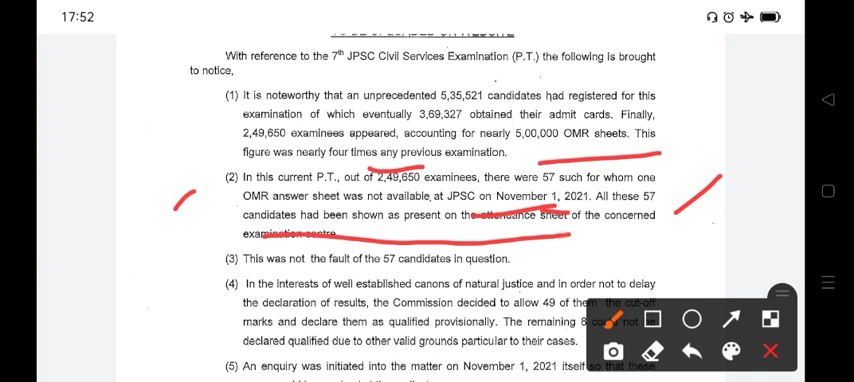 17:52
With reference to the 7th JPSC Civil Services Examination (P.T.) the following is brought
to notice,
(1) It is noteworthy that an unprecedented 5,35,521 candidates had registered for this
examination of which eventually 3,69,327 obtained their admit cards. Finally,
2,49,650 examinees appeared, accounting for nearly 5,00,000 OMR sheets. This
figure was nearly four times any previous examination.
(2) In this current P.T., out of 2,49,650 examinees, there were 57 such for whom one
OMR answer sheet was not available at JPSC on November 1, 2021. All these 57
candidates had been shown as present on the attendance sheet of the concerned
examination centre.
(3) This was not the fault of the 57 candidates in question.
(4) In the interests of well established canons of natural justice and in order not to delay
the declaration of results, the Commission decided to allow 49 of them the cut-off
marks and declare them as qualified provisionally. The remaining 8 could not be
declared qualified due to other valid grounds particular to their cases.
(5) An enquiry was initiated into the matter on November 1, 2021 itself so that these